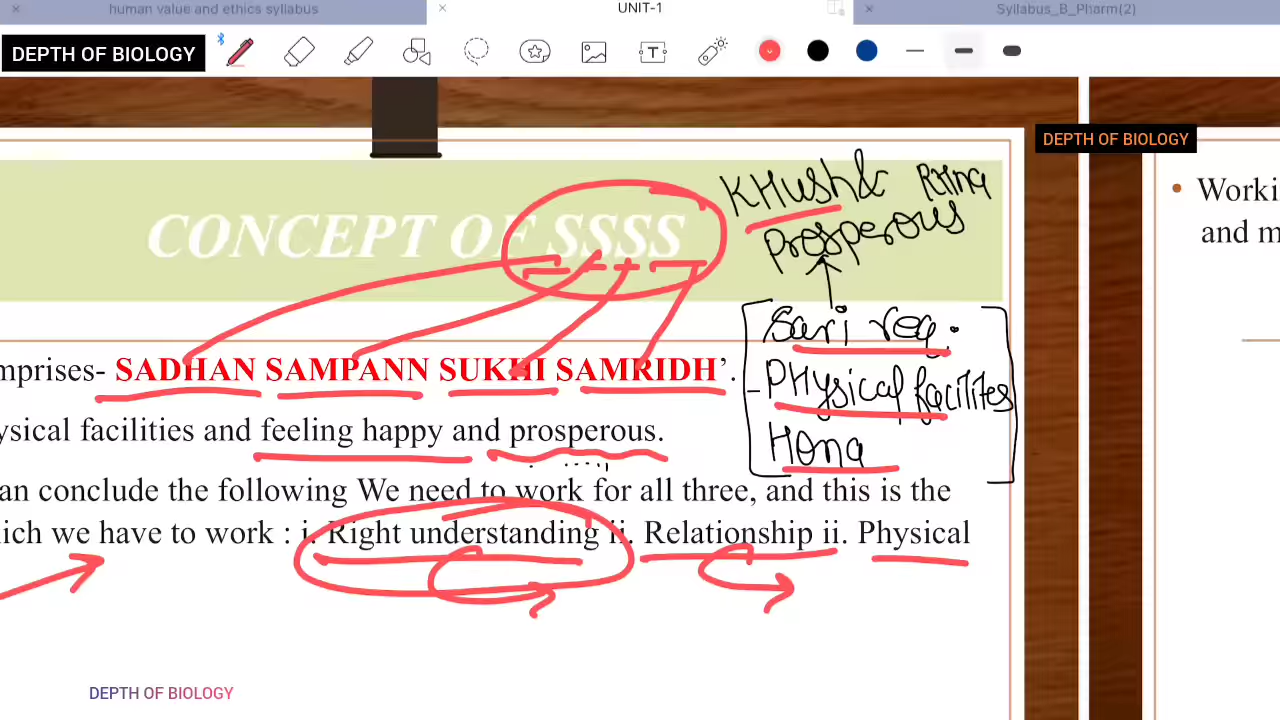 human value and ethics syllabus
UNIT-1
Syllabus_B_Pharm(2)
DEPTH OF BIOLOGY
T
DEPTH OF BIOLOGY
CONCEPT OF SSSS
KHush & RHna
prosperous
Sari req.
PHysical facilites
HOna
mprises- SADHAN SAMPANN SUKHI SAMRIDH’.
ysical facilities and feeling happy and prosperous.
an conclude the following We need to work for all three, and this is the
ich we have to work : i. Right understanding ii. Relationship ii. Physical
• Worki
and m
DEPTH OF BIOLOGY